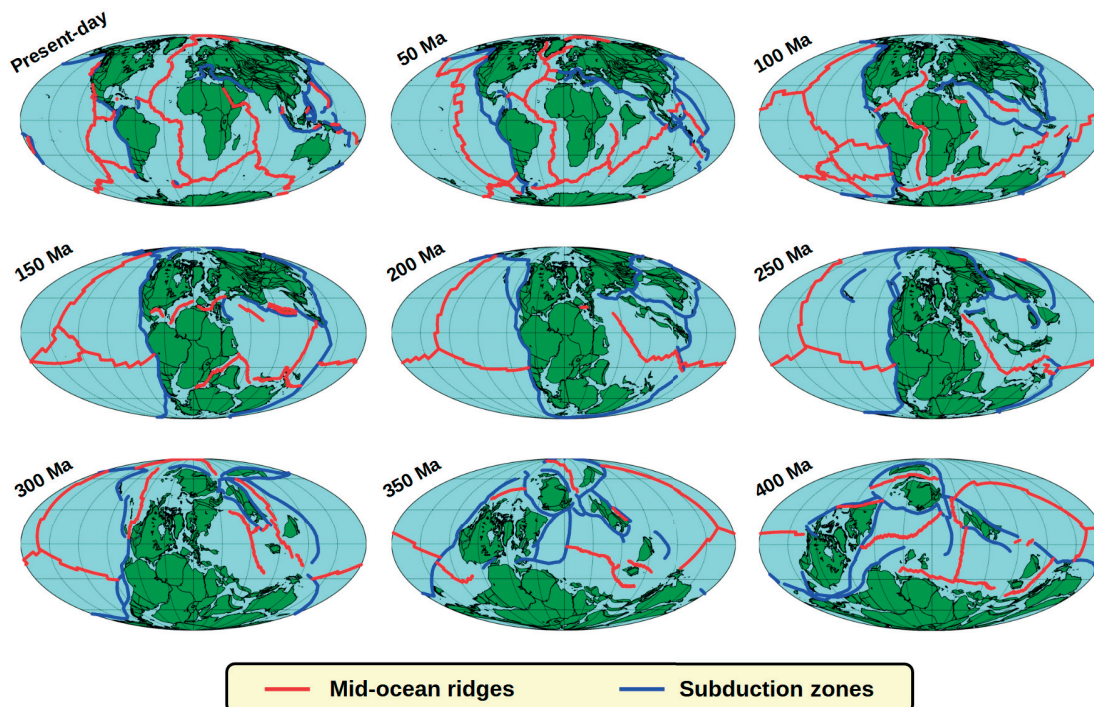 Present-day
50 Ma
100 Ma
150 Ma
200 Ma
250 Ma
300 Ma
350 Ma
400 Ma
Mid-ocean ridges
Subduction zones